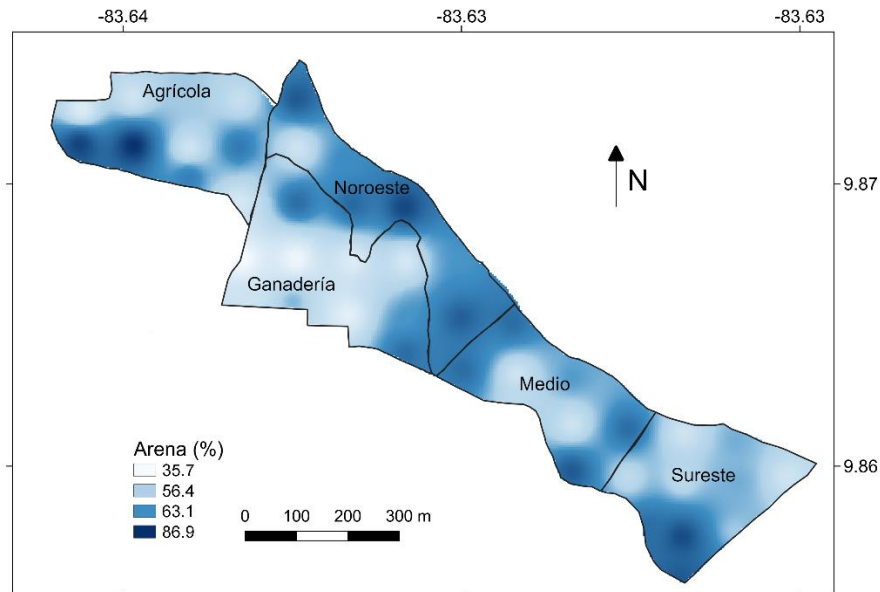 -83.64 -83.63 -83.63
Agrícola
Noroeste
N
9.87
Ganadería
Medio
Arena (%)
35.7
56.4
63.1
86.9
0 100 200 300 m
Sureste
9.86